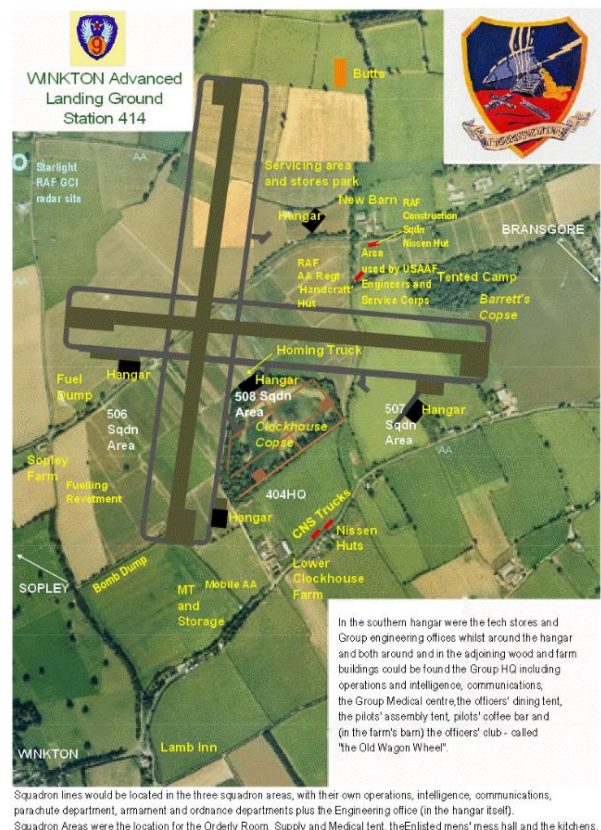 9
WINKTON Advanced
Landing Ground
Station 414
Butts
AA
Starlight
RAF GCI
radar site
Servicing area
and stores park
New Barn
Hangar
RAF
Construction
Sqdn
Nissen Hut
BRANSGORE
Area
used by USAAF
Engineers and
Service Corps
RAF
AA Regt
'Handcraft'
Hut
Tented Camp
Barrett's
Copse
AA
Homing Truck
Hangar
Fuel
Dump
Hangar
508 Sqdn
Area
506
Sqdn
Area
507
Sqdn
Area
Hangar
Clockhouse
Copse
AA
Sopley
Farm
Fuelling
Revetment
404HQ
Hangar
CNS Trucks
Nissen
Huts
Lower
Clockhouse
Farm
SOPLEY
Bomb Dump
MT
and
Storage
Mobile AA
WINKTON
Lamb Inn
In the southern hangar were the tech stores and
Group engineering offices whilst around the hangar
and both around and in the adjoining wood and farm
buildings could be found the Group HQ including
operations and intelligence, communications,
the Group Medical centre,the officers' dining tent,
the pilots' assembly tent, pilots' coffee bar and
(in the farm's barn) the officers' club - called
"the Old Wagon Wheel".
Squadron lines would be located in the three squadron areas, with their own operations, intelligence, communications,
parachute department, armament and ordnance departments plus the Engineering office (in the hangar itself).
Squadron Areas were the location for the Orderly Room, Supply and Medical tent, theEnlisted mens' mess hall and the kitchens.